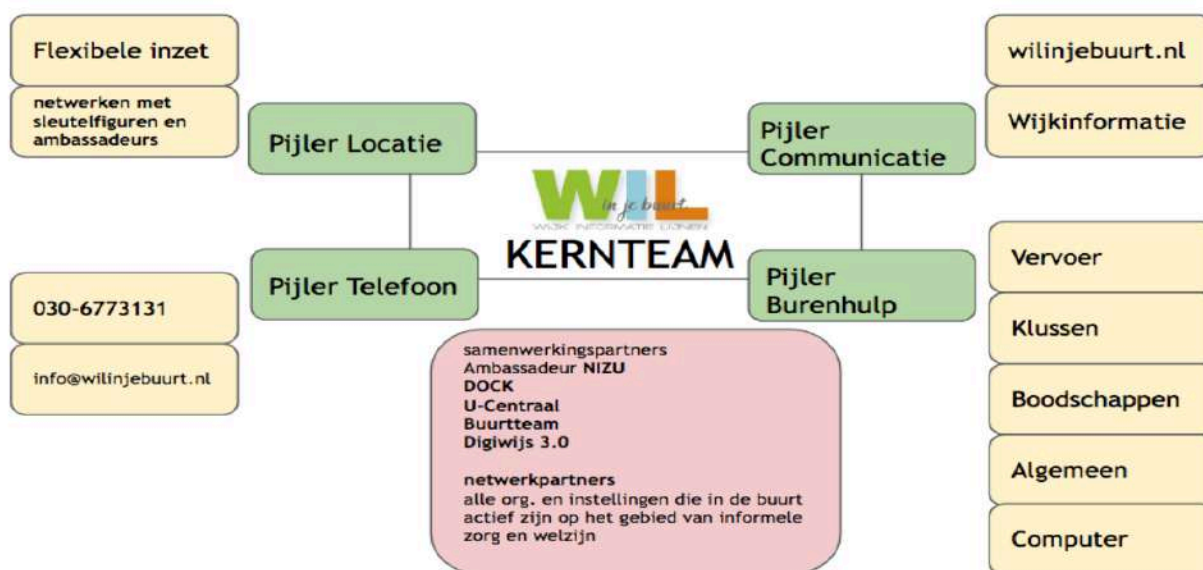 Flexibele inzet
netwerken met
sleutelfiguren en
ambassadeurs
Pijler Locatie
Pijler
Communicatie
wilinjebuurt.nl
Wijkinformatie
WIL
in je buurt
WIJK INFORMATIE LIJNEN
KERNTEAM
Pijler Telefoon
030-6773131
info@wilinjebuurt.nl
Pijler
Burenhulp
Vervoer
Klussen
Boodschappen
Algemeen
Computer
samenwerkingspartners
Ambassadeur NIZU
DOCK
U-Centraal
Buurtteam
Digiwijs 3.0
netwerkpartners
alle org. en instellingen die in de buurt
actief zijn op het gebied van informele
zorg en welzijn